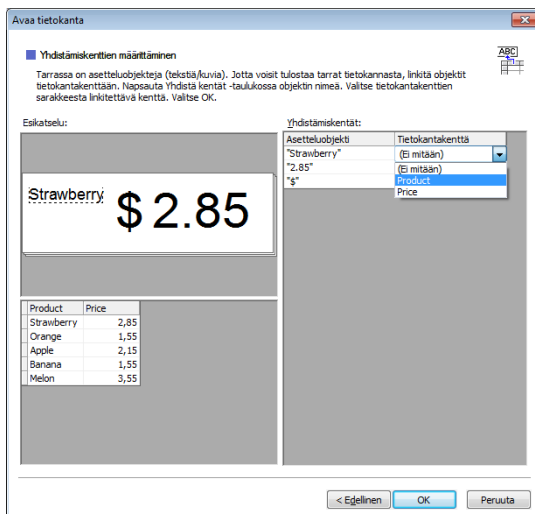 Avaa tietokanta
Yhdistämiskenttien määrittäminen
ABC
Tarrassa on asetteluobjekteja (tekstiä/kuvia). Jotta voisit tulostaa tarrat tietokannasta, linkitä objektit
tietokantakenttään. Napsauta Yhdistä kentät -taulukossa objektin nimeä. Valitse tietokantakenttien
sarakkeesta linkitettävä kenttä. Valitse OK.
Esikatselu:
Yhdistämiskentät:
Asetteluobjekti Tietokantakenttä
"Strawberry" (Ei mitään)
"2.85" (Ei mitään)
"$" Product
Price
Strawberry $ 2.85
Product Price
Strawberry 2,85
Orange 1,55
Apple 2,15
Banana 1,55
Melon 3,55
< Edellinen OK Peruuta